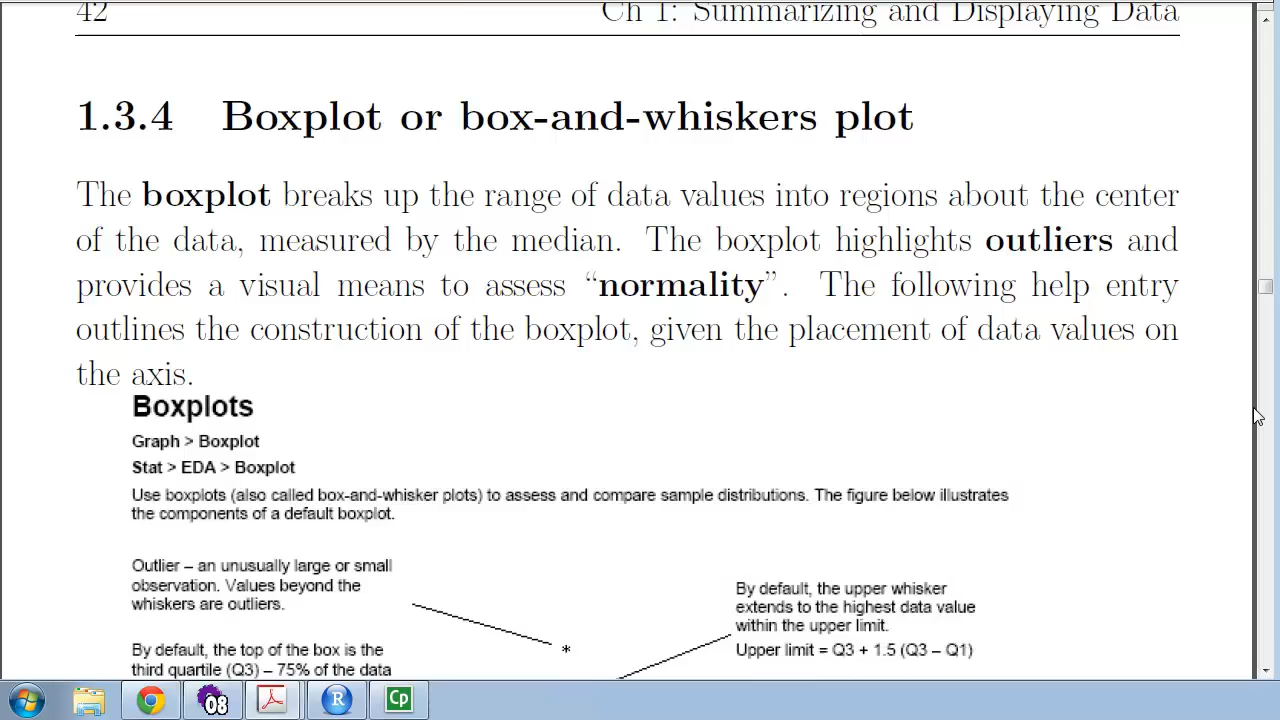 42 Ch 1: Summarizing and Displaying Data
1.3.4 Boxplot or box-and-whiskers plot
The boxplot breaks up the range of data values into regions about the center
of the data, measured by the median. The boxplot highlights outliers and
provides a visual means to assess “normality”. The following help entry
outlines the construction of the boxplot, given the placement of data values on
the axis.
Boxplots
Graph > Boxplot
Stat > EDA > Boxplot
Use boxplots (also called box-and-whisker plots) to assess and compare sample distributions. The figure below illustrates
the components of a default boxplot.
Outlier – an unusually large or small
observation. Values beyond the
whiskers are outliers.
By default, the top of the box is the
third quartile (Q3) – 75% of the data
*
By default, the upper whisker
extends to the highest data value
within the upper limit.
Upper limit = Q3 + 1.5 (Q3 – Q1)
08
R
Cp